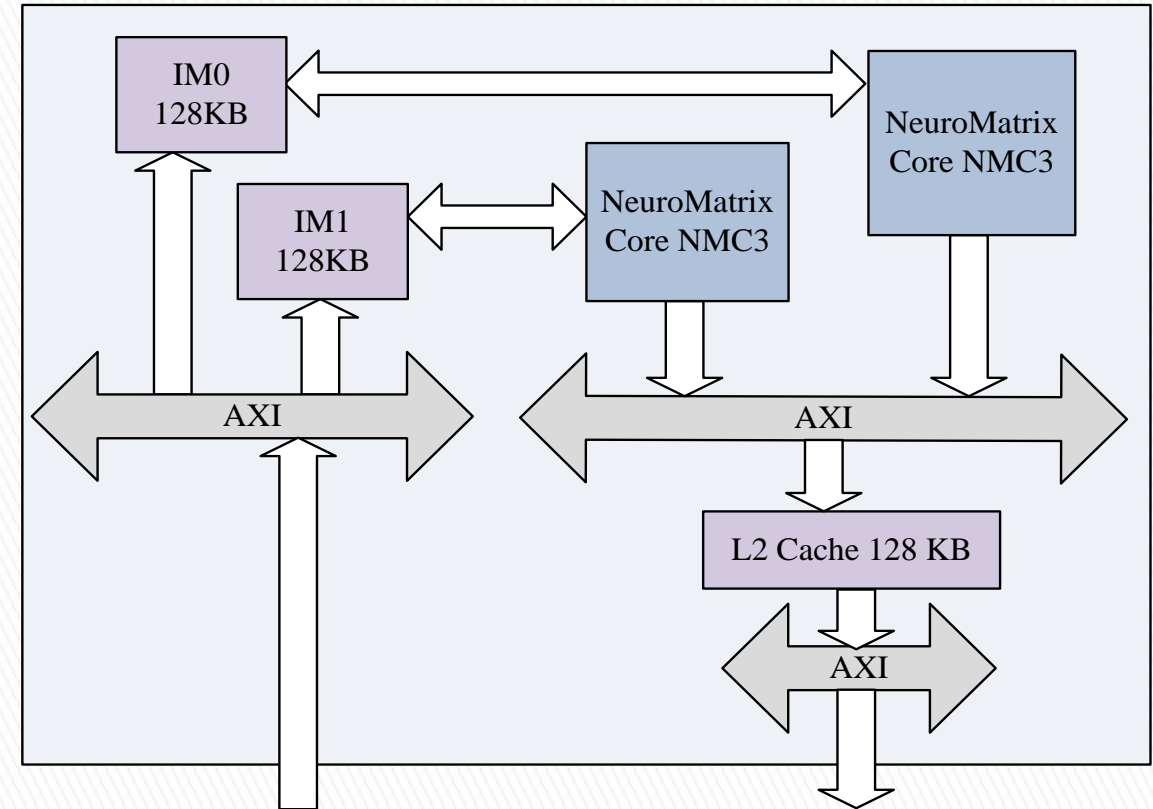 IM0
128KB
NeuroMatrix
Core NMC3
IM1
128KB
NeuroMatrix
Core NMC3
AXI
AXI
L2 Cache 128 KB
AXI